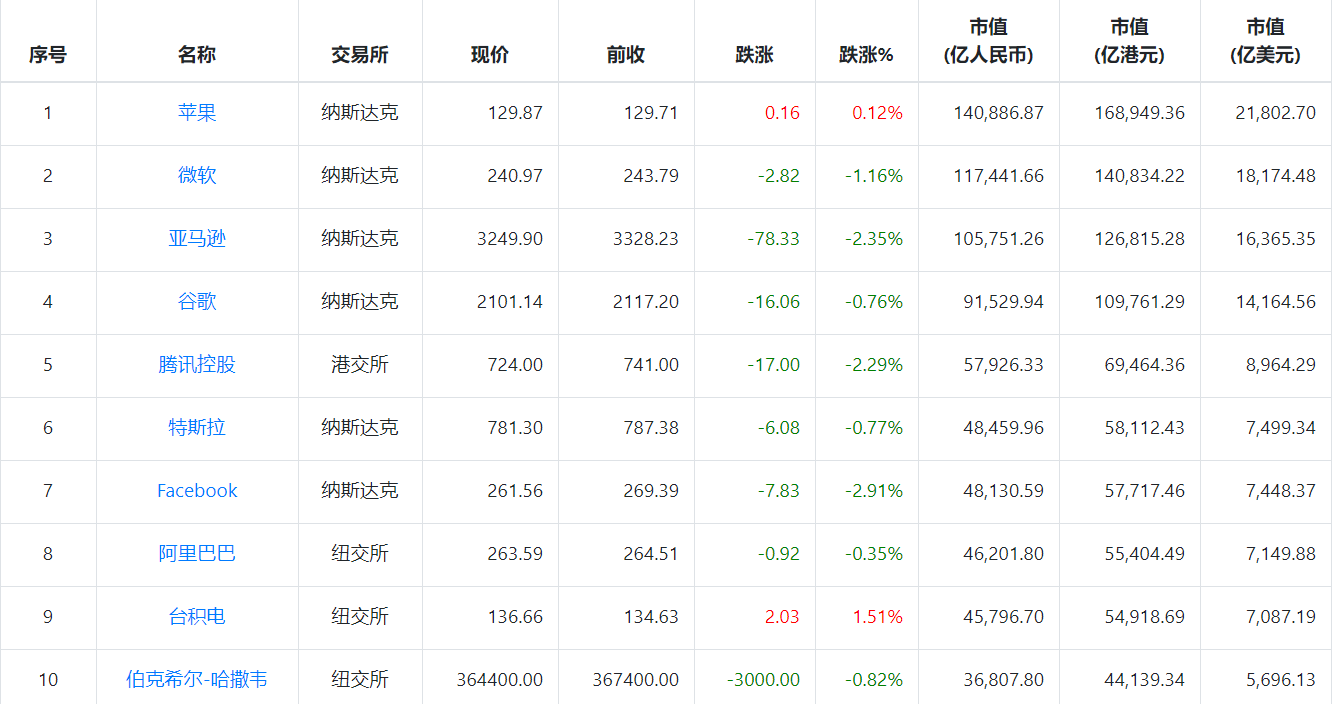 序号 名称 交易所 现价 前收 跌涨 跌涨% 市值 (亿人民币) 市值 (亿港元) 市值 (亿美元)
1 苹果 纳斯达克 129.87 129.71 0.16 0.12% 140,886.87 168,949.36 21,802.70
2 微软 纳斯达克 240.97 243.79 -2.82 -1.16% 117,441.66 140,834.22 18,174.48
3 亚马逊 纳斯达克 3249.90 3328.23 -78.33 -2.35% 105,751.26 126,815.28 16,365.35
4 谷歌 纳斯达克 2101.14 2117.20 -16.06 -0.76% 91,529.94 109,761.29 14,164.56
5 腾讯控股 港交所 724.00 741.00 -17.00 -2.29% 57,926.33 69,464.36 8,964.29
6 特斯拉 纳斯达克 781.30 787.38 -6.08 -0.77% 48,459.96 58,112.43 7,499.34
7 Facebook 纳斯达克 261.56 269.39 -7.83 -2.91% 48,130.59 57,717.46 7,448.37
8 阿里巴巴 纽交所 263.59 264.51 -0.92 -0.35% 46,201.80 55,404.49 7,149.88
9 台积电 纽交所 136.66 134.63 2.03 1.51% 45,796.70 54,918.69 7,087.19
10 伯克希尔-哈撒韦 纽交所 364400.00 367400.00 -3000.00 -0.82% 36,807.80 44,139.34 5,696.13